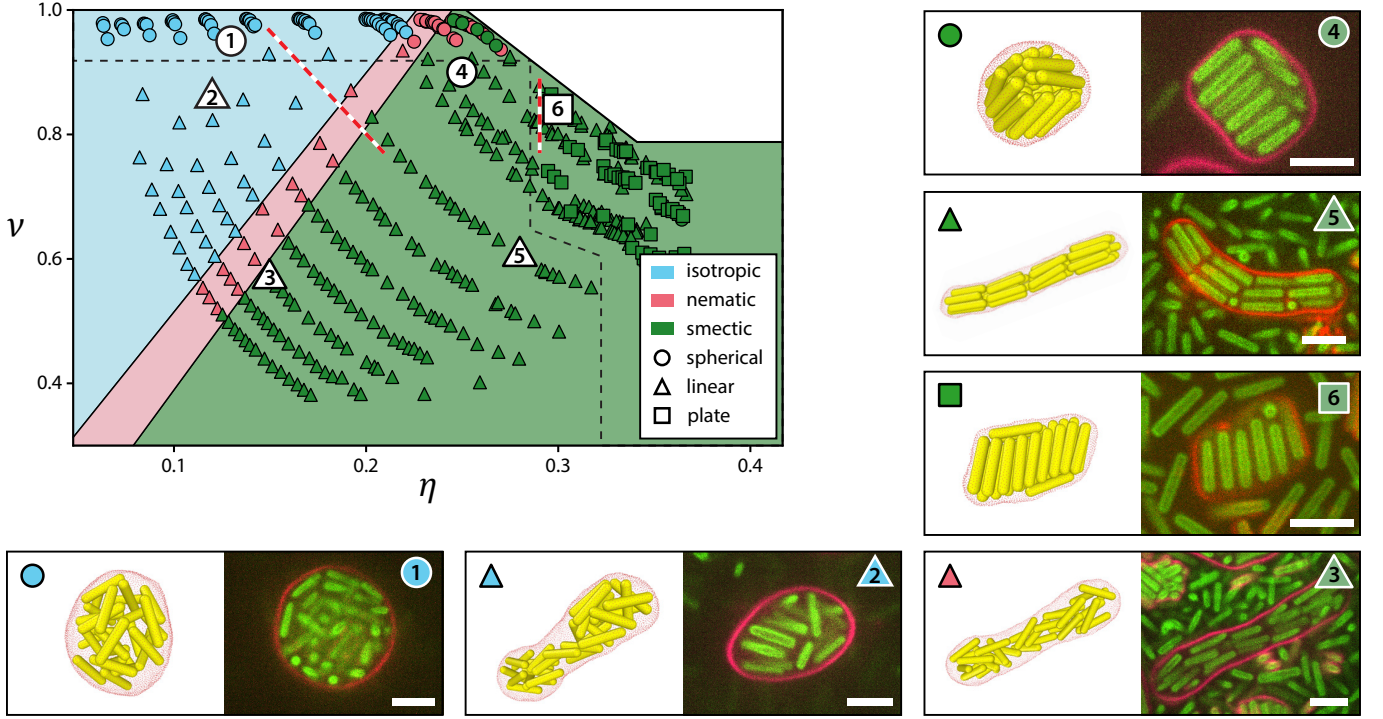 1.0
0.8
0.6
0.4
ν
0.1
0.2
0.3
0.4
η
1
2
3
4
5
6
isotropic
nematic
smectic
spherical
linear
plate
4
5
6
1
2
3